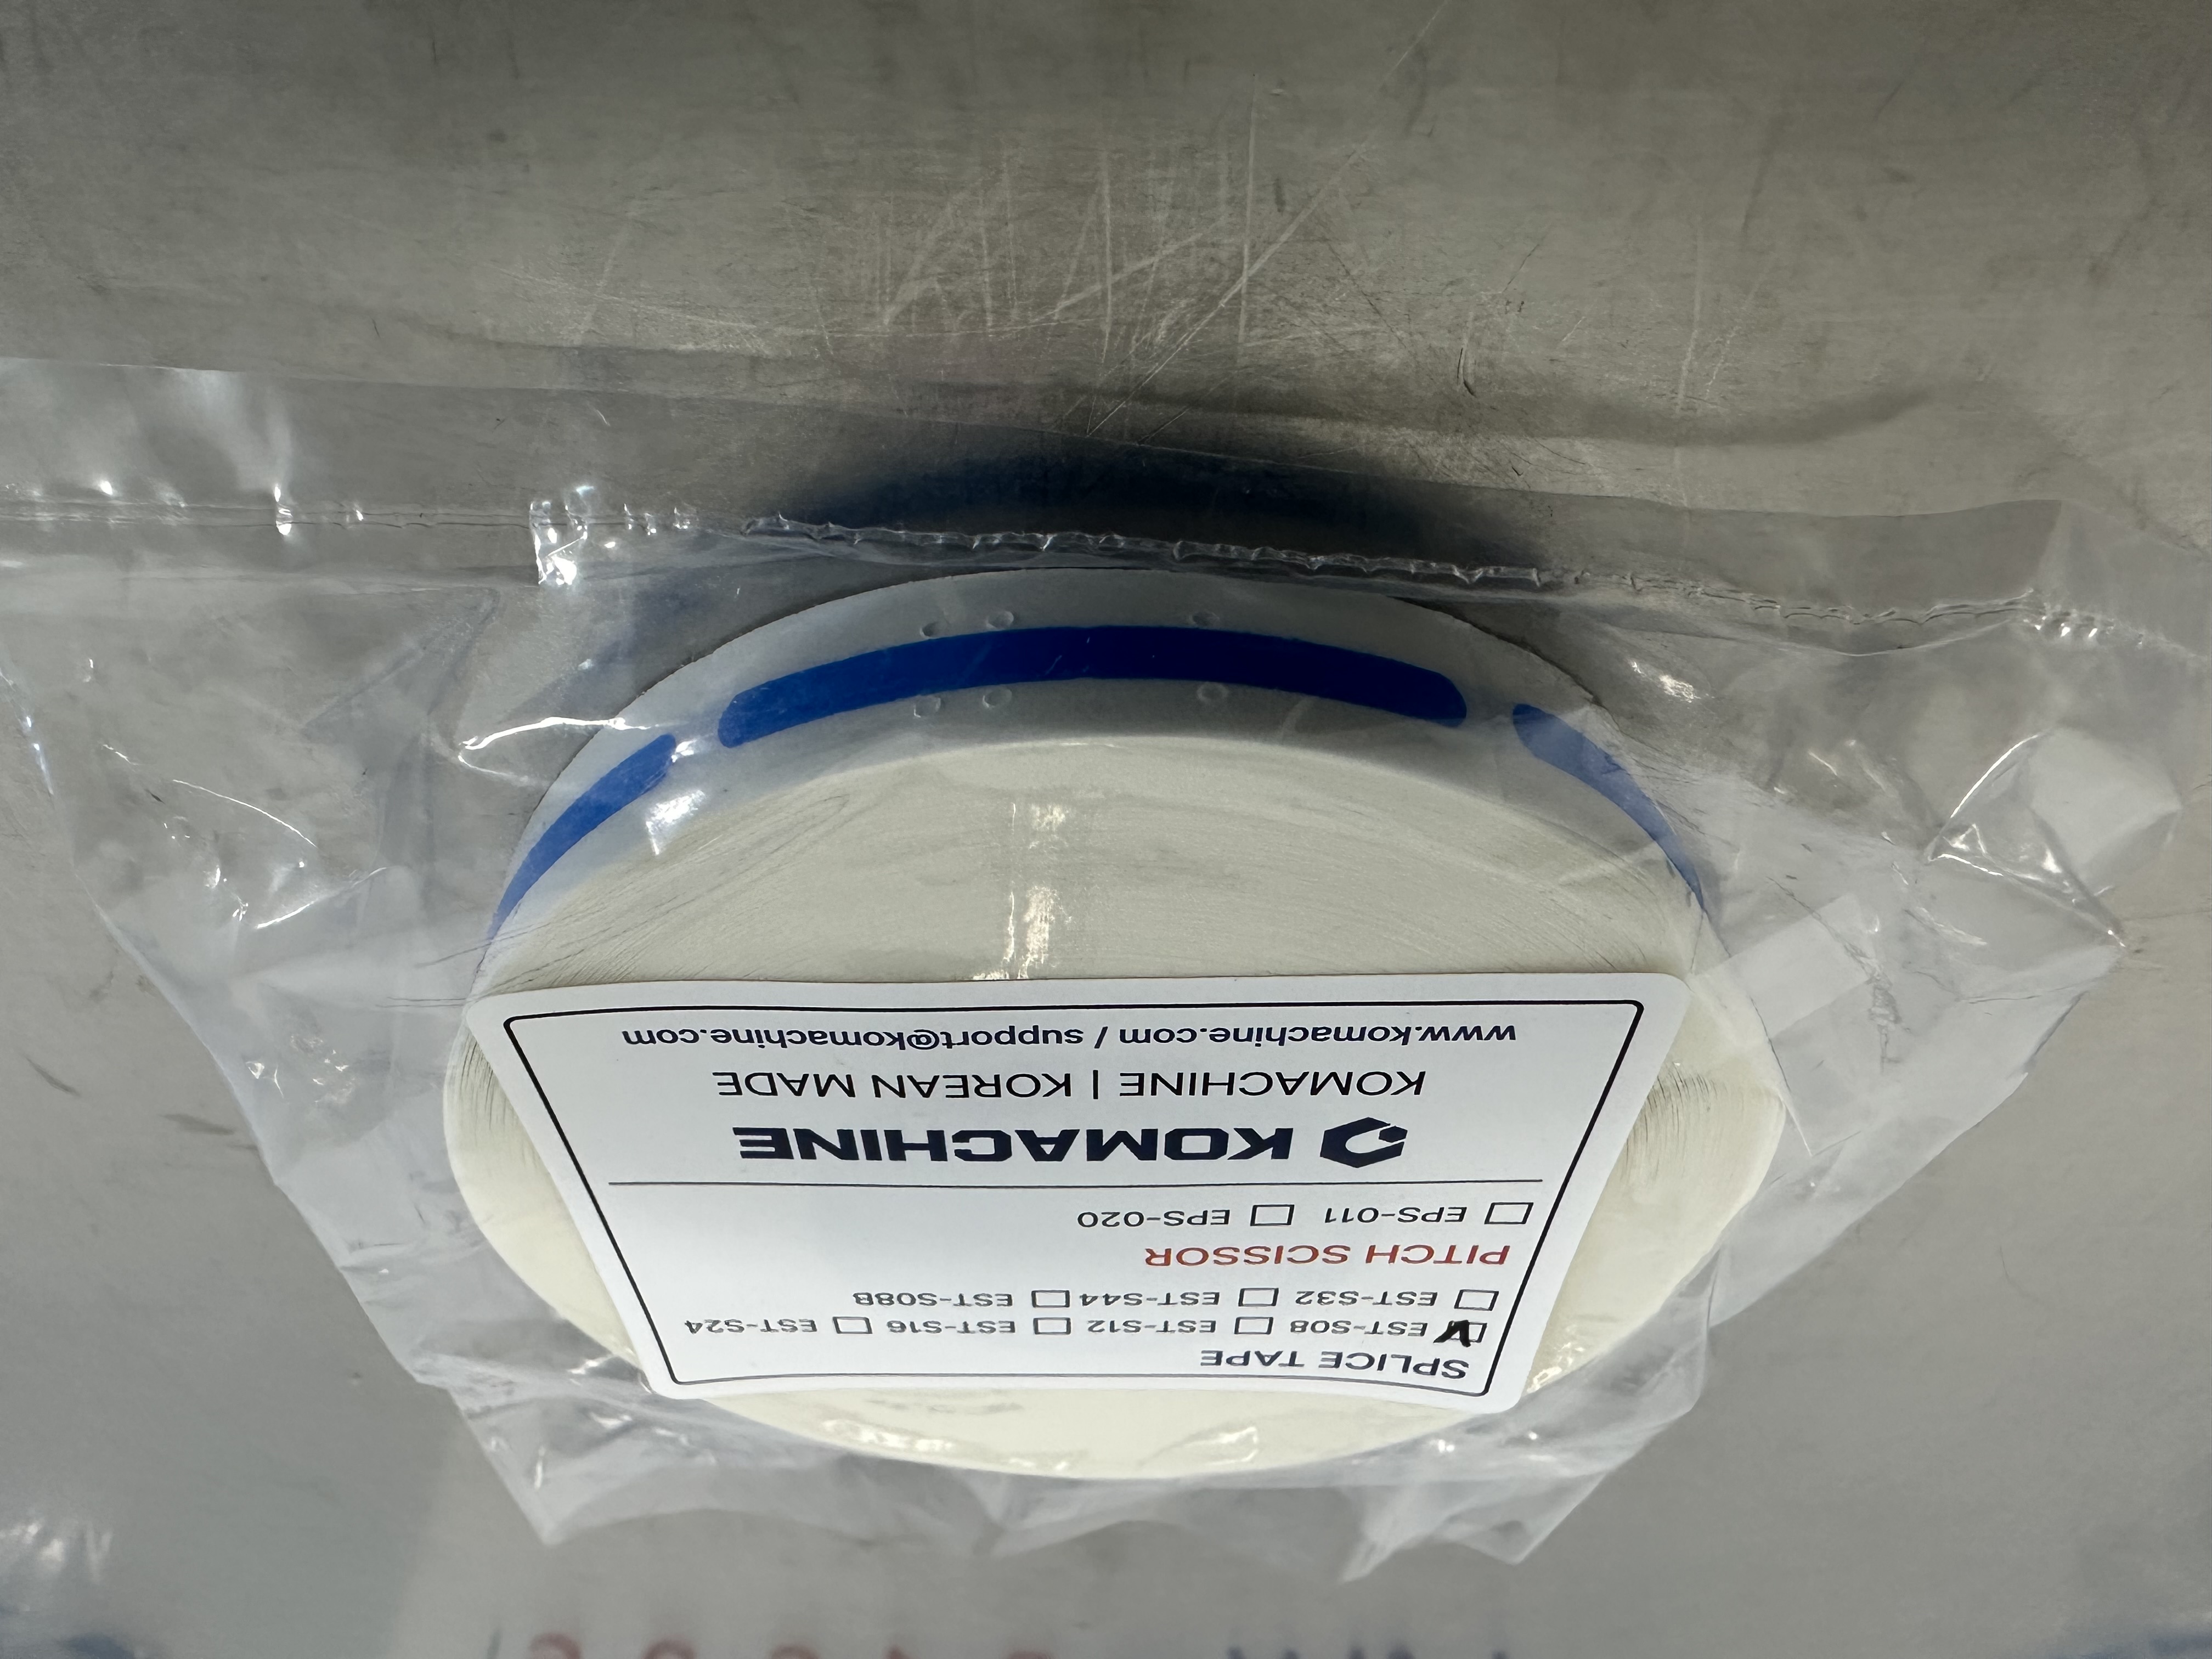 SPLICE TAPE
EST-S08 EST-S12 EST-S16 EST-S24
EST-S32 EST-S44 EST-S08B
PITCH SCISSOR
EPS-011 EPS-020
KOMACHINE
KOMACHINE | KOREAN MADE
www.komachine.com / support@komachine.com